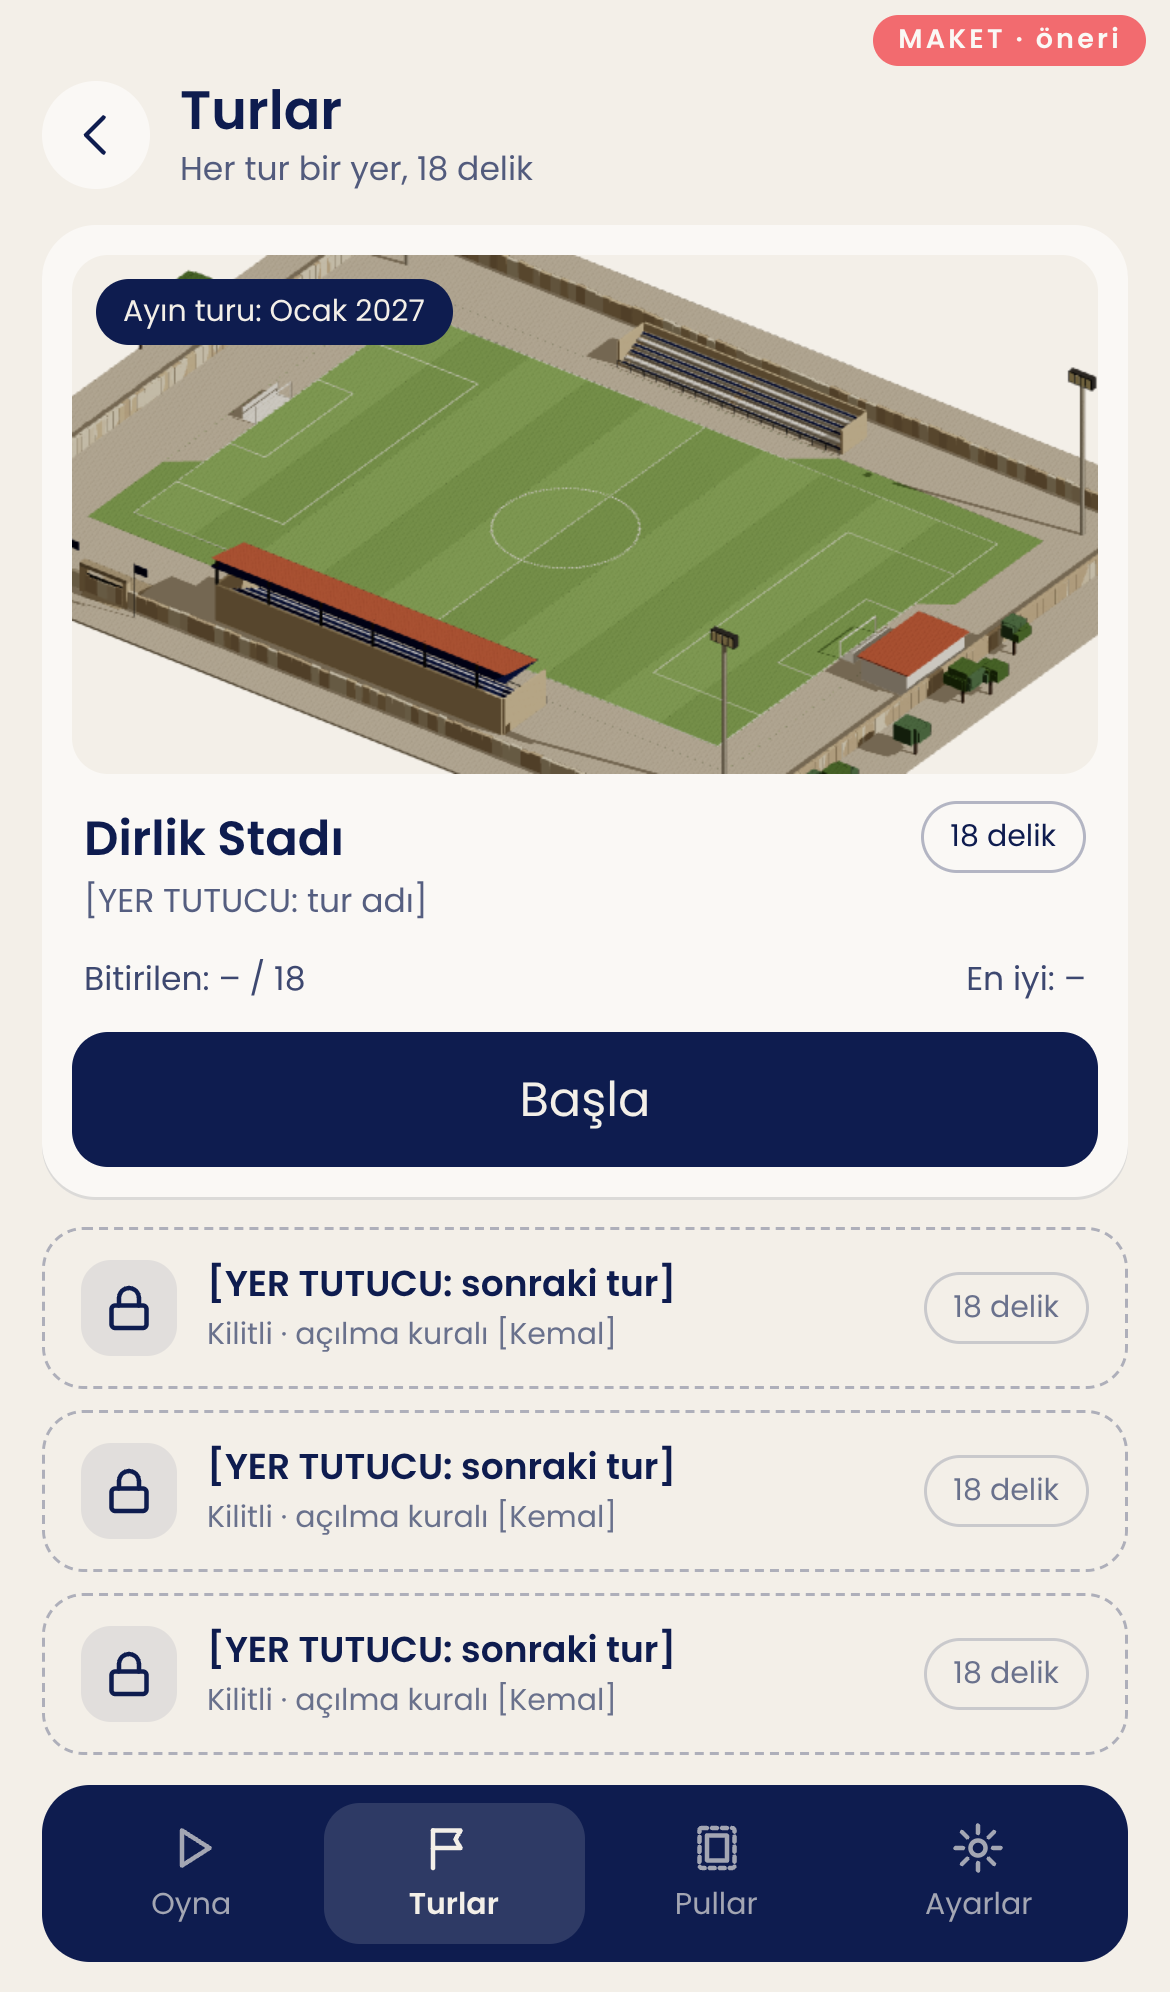 MAKET · öneri
Turlar
Her tur bir yer, 18 delik
Ayın turu: Ocak 2027
Dirlik Stadı
18 delik
[YER TUTUCU: tur adı]
Bitirilen: – / 18
En iyi: –
Başla
[YER TUTUCU: sonraki tur]
Kilitli · açılma kuralı [Kemal]
18 delik
[YER TUTUCU: sonraki tur]
Kilitli · açılma kuralı [Kemal]
18 delik
[YER TUTUCU: sonraki tur]
Kilitli · açılma kuralı [Kemal]
18 delik
Oyna
Turlar
Pullar
Ayarlar